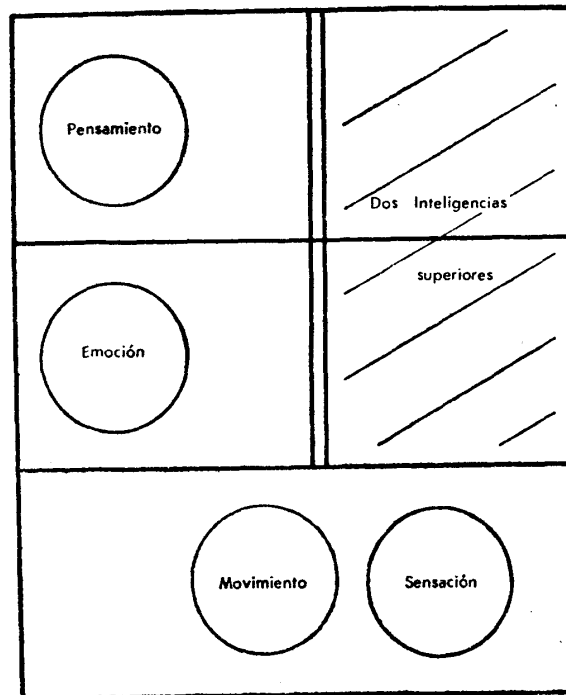 Pensamiento
Dos Inteligencias
superiores
Emoción
Movimiento
Sensación